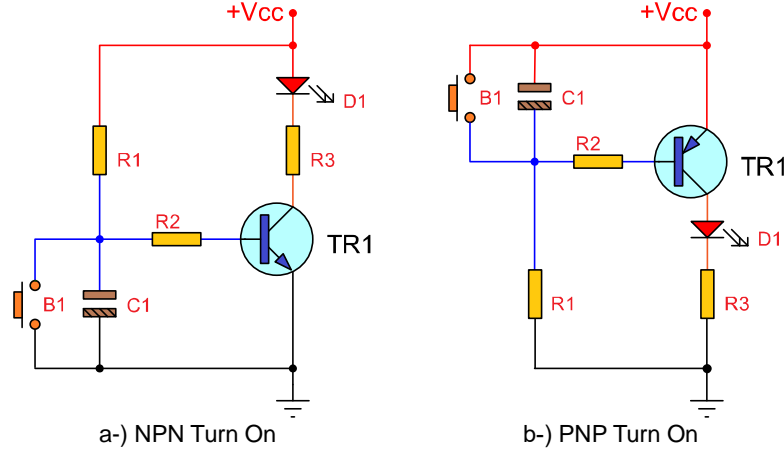 +Vcc
D1
R1
R3
R2
TR1
B1
C1
a-) NPN Turn On
+Vcc
B1
C1
R2
TR1
D1
R1
R3
b-) PNP Turn On